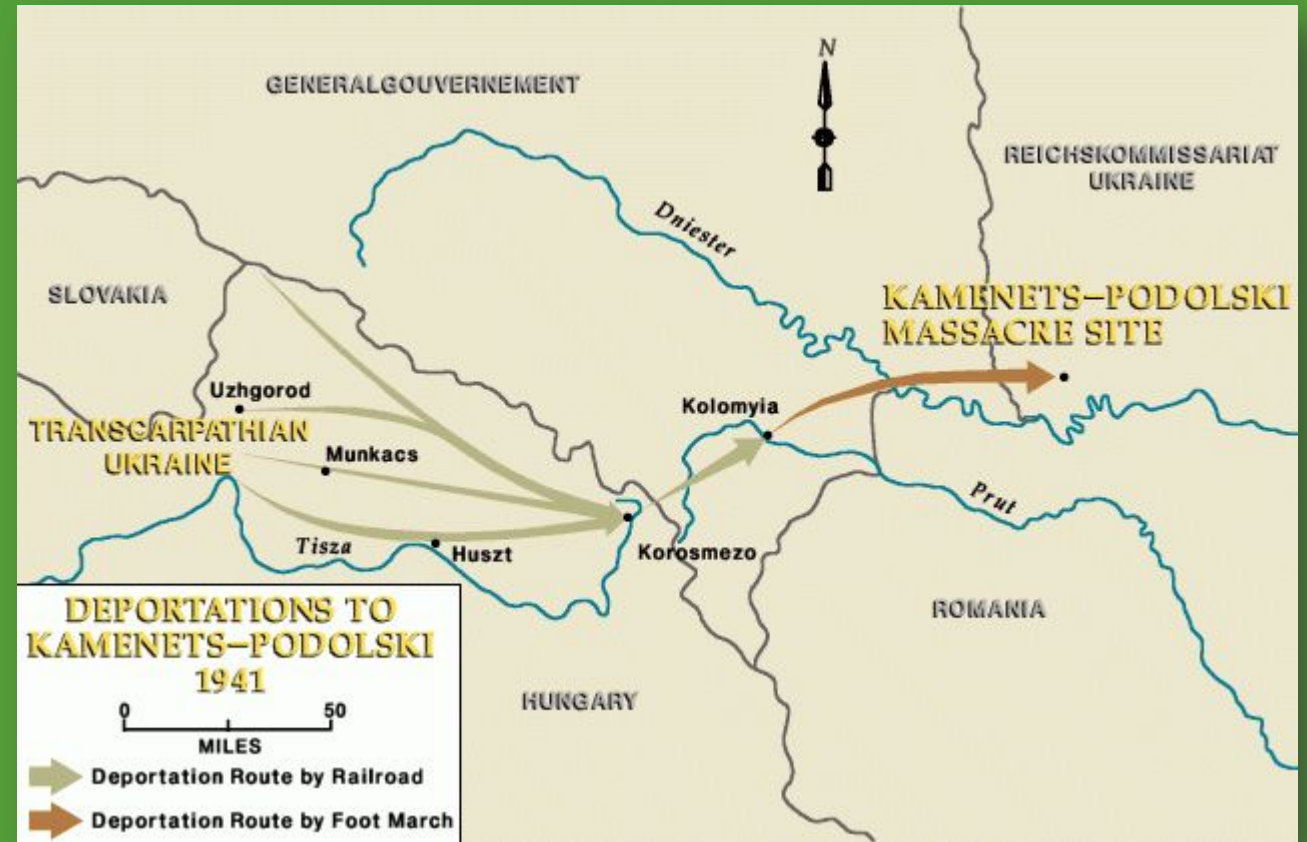 N
GENERALGOUVERNEMENT
REICHSKOMMISSARIAT
UKRAINE
Dniester
SLOVAKIA
KAMENETS–PODOLSKI
MASSACRE SITE
Uzhgorod
Kolomyia
TRANSCARPATHIAN
UKRAINE
Munkacs
Prut
Tisza
Huszt
Korosmezo
ROMANIA
HUNGARY
DEPORTATIONS TO
KAMENETS–PODOLSKI
1941
0 50
MILES
Deportation Route by Railroad
Deportation Route by Foot March